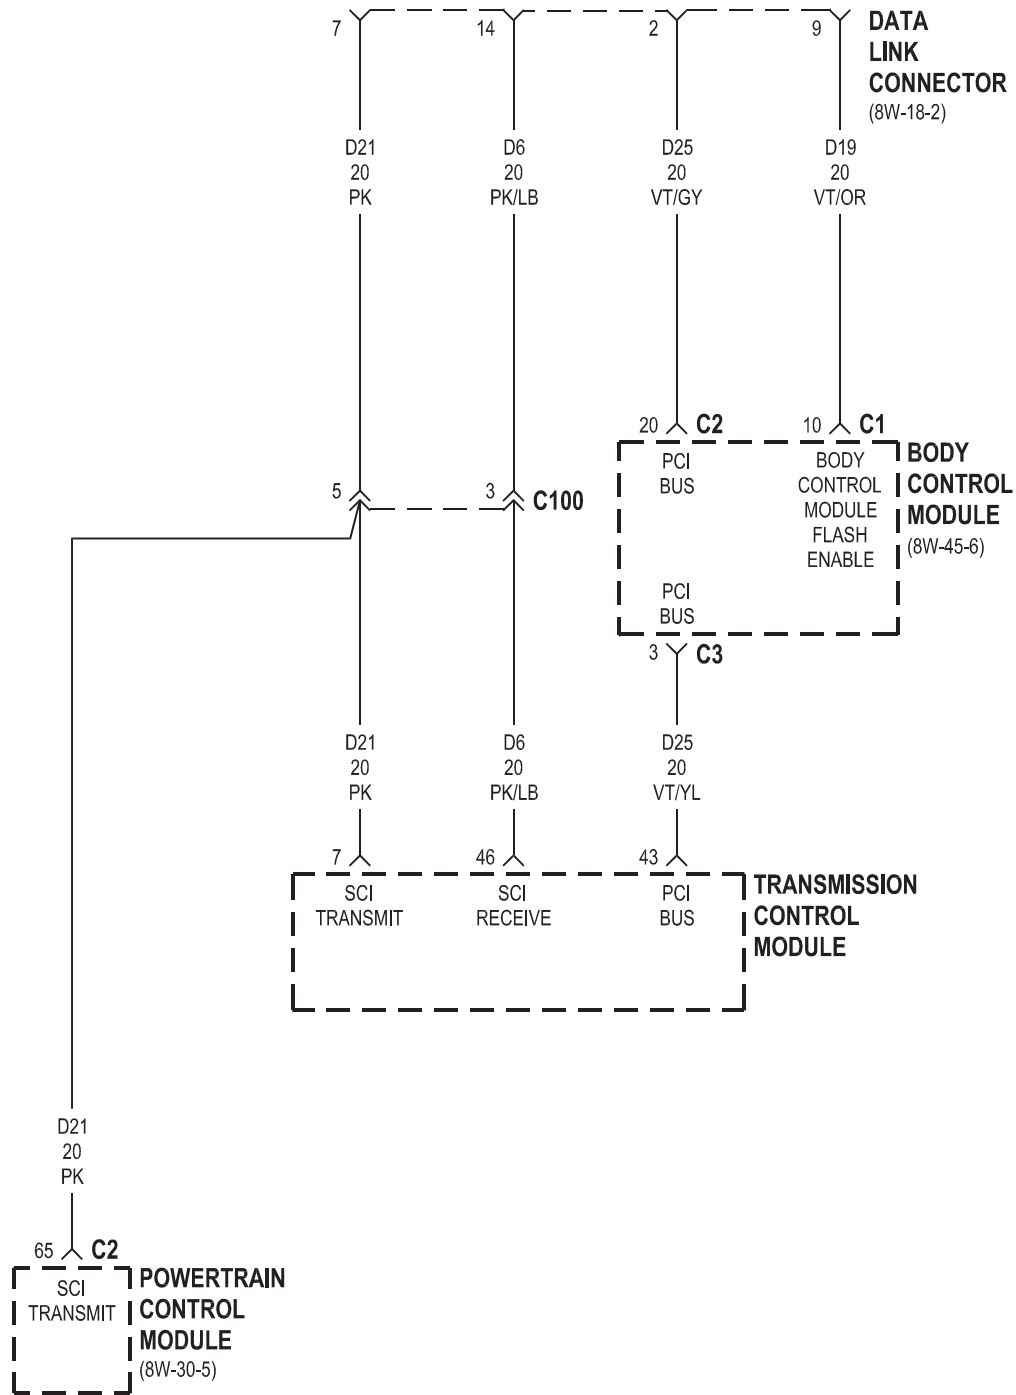 7
14
2
9
DATA
LINK
CONNECTOR
(8W-18-2)
D21
20
PK
D6
20
PK/LB
D25
20
VT/GY
D19
20
VT/OR
20
C2
10
C1
PCI
BUS
BODY
CONTROL
MODULE
FLASH
ENABLE
BODY
CONTROL
MODULE
(8W-45-6)
5
3
C100
PCI
BUS
3
C3
D21
20
PK
D6
20
PK/LB
D25
20
VT/YL
7
46
43
SCI
TRANSMIT
SCI
RECEIVE
PCI
BUS
TRANSMISSION
CONTROL
MODULE
D21
20
PK
65
C2
SCI
TRANSMIT
POWERTRAIN
CONTROL
MODULE
(8W-30-5)